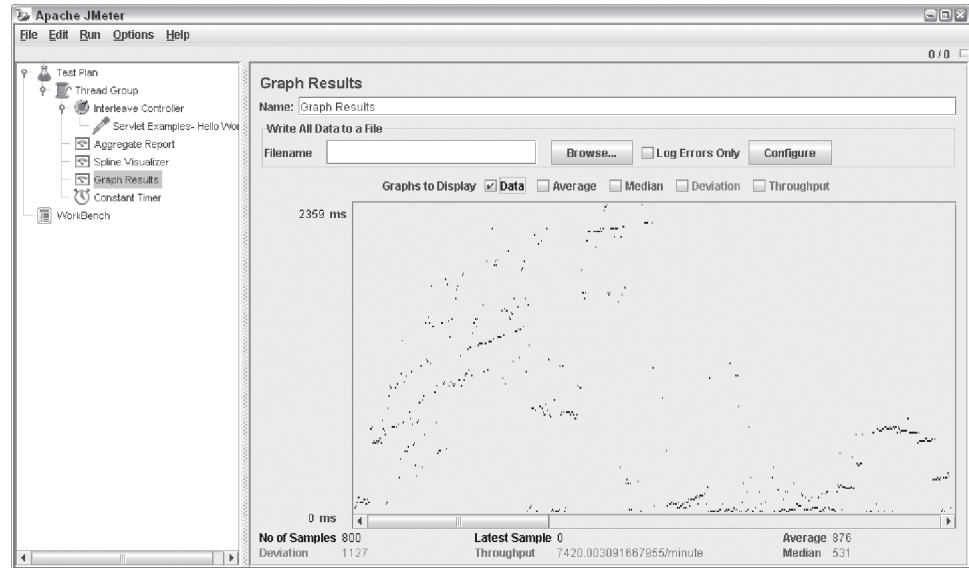 Apache JMeter
File Edit Run Options Help
0 / 0
Test Plan
Thread Group
Interleave Controller
Servlet Examples- Hello Wor
Aggregate Report
Spline Visualizer
Graph Results
Constant Timer
WorkBench
Graph Results
Name: Graph Results
Write All Data to a File
Filename Browse... Log Errors Only Configure
Graphs to Display Data Average Median Deviation Throughput
2359 ms
0 ms
No of Samples 800 Latest Sample 0 Average 876
Deviation 1127 Throughput 7420.003091667955/minute Median 531